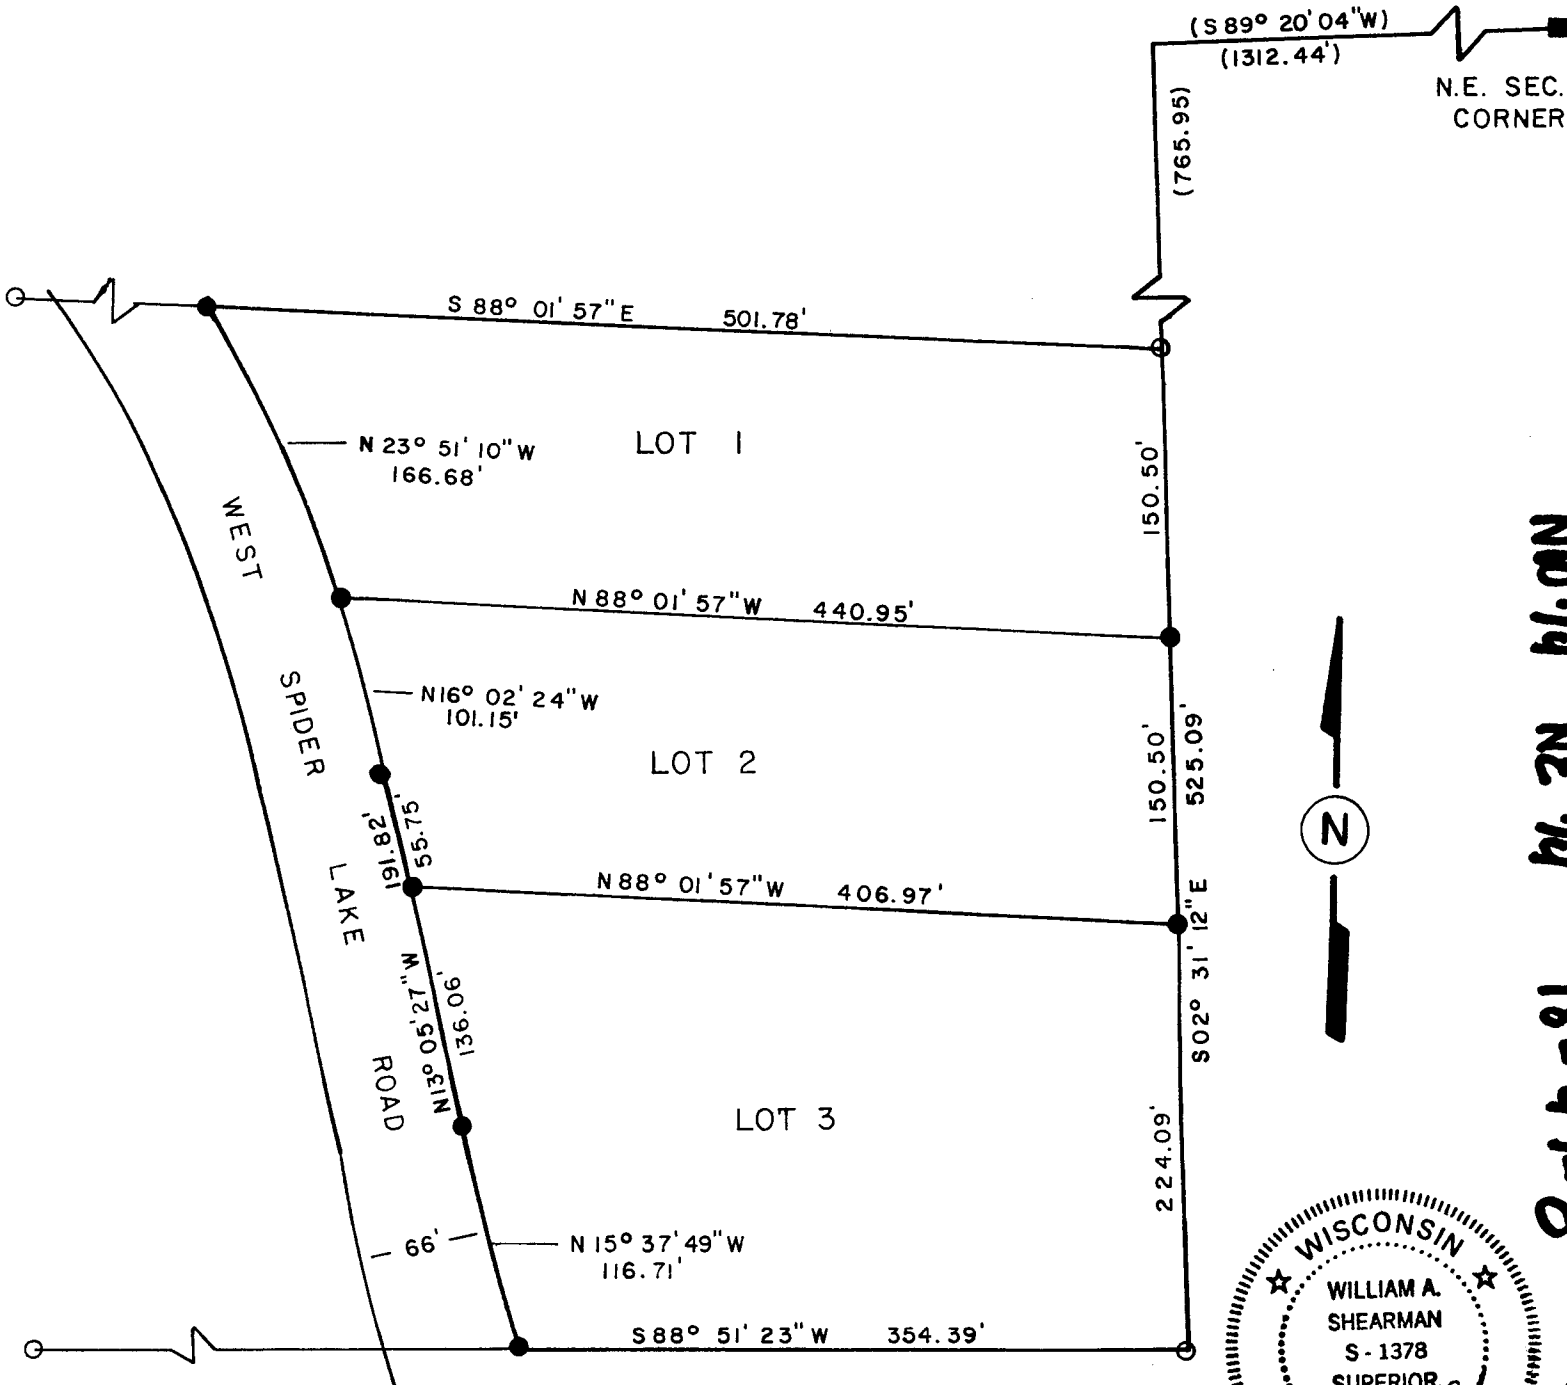 (S 89° 20' 04" W)
(1312.44')
N.E. SEC.
CORNER
(765.95)
S 88° 01' 57" E 501.78'
N 23° 51' 10" W
166.68'
LOT 1
150.50'
WEST SPIDER LAKE ROAD
N 88° 01' 57" W 440.95'
N 16° 02' 24" W
101.15'
LOT 2
150.50'
525.09'
55.75'
191.82'
N
N 88° 01' 57" W 406.97'
S 02° 31' 12" E
N 13° 05' 27" W
136.06'
LOT 3
224.09'
66'
N 15° 37' 49" W
116.71'
S 88° 51' 23" W 354.39'
WISCONSIN
WILLIAM A.
SHEARMAN
S - 1378
SUPERIOR